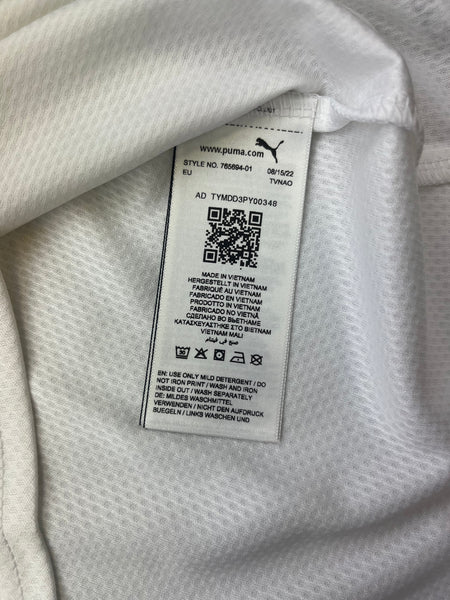 www.puma.com
STYLE NO. 765694-01 08/15/22
EU TVNAO
AD TYMDD3PY00348
MADE IN VIETNAM
HERGESTELLT IN VIETNAM
FABRIQUÉ AU VIETNAM
FABRICADO EN VIETNAM
FABRICADO NO VIETNÃ
СДЕЛАНО ВО ВЬЕТНАМЕ
ΚΑΤΑΣΚΕΥΑΣΤΗΚΕ ΣΤΟ ΒΙΕΤΝΑΜ
VIETNAM MALI
صنع في فيتنام
30
EN: USE ONLY MILD DETERGENT / DO
NOT IRON PRINT / WASH AND IRON
INSIDE OUT / WASH SEPARATELY
DE: MILDES WASCHMITTEL
VERWENDEN / NICHT DEN AUFDRUCK
BUEGELN / LINKS WASCHEN UND